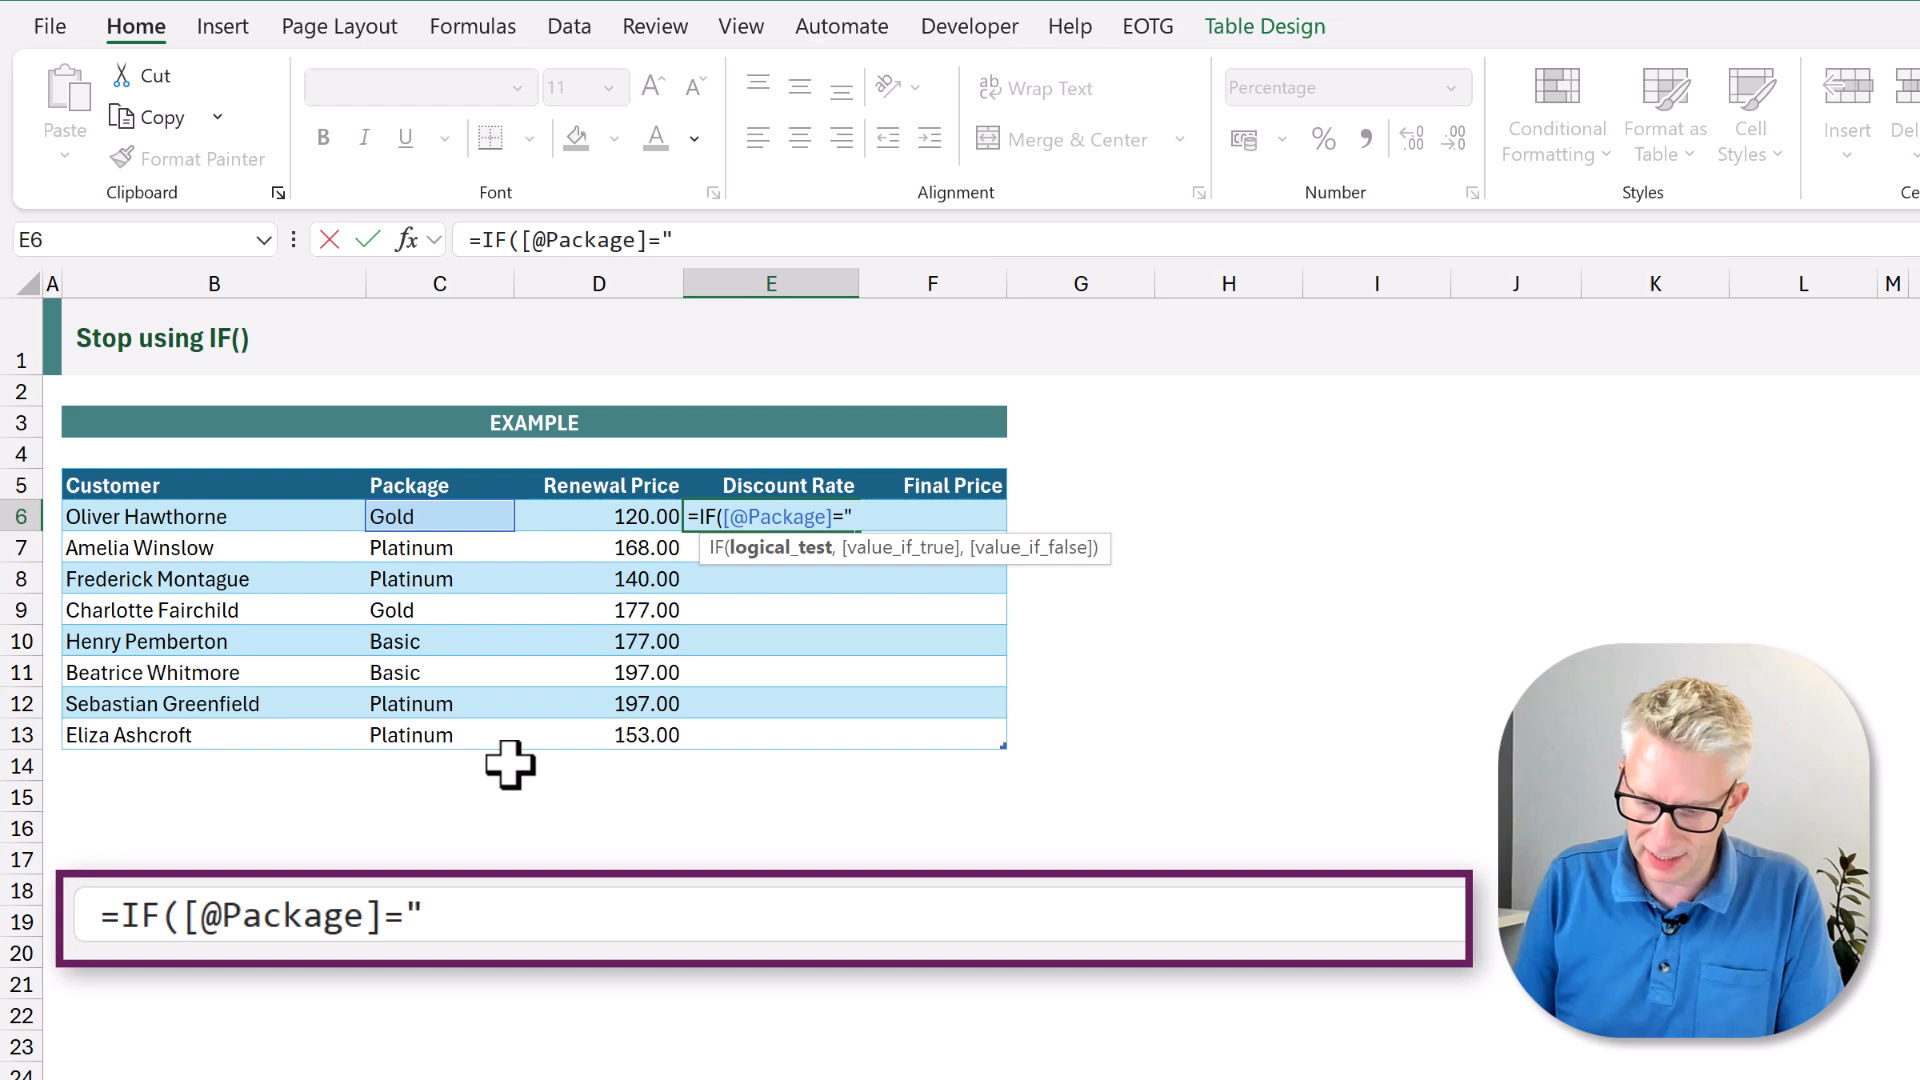 File Home Insert Page Layout Formulas Data Review View Automate Developer Help EOTG Table Design
Paste
Cut
Copy
Format Painter
Clipboard
11
B I U
Font
Wrap Text
Merge & Center
Alignment
Percentage
Number
Conditional Formatting
Format as Table
Cell Styles
Styles
Insert
Del
Ce
E6 fx =IF([@Package]="
A B C D E F G H I J K L M
1 Stop using IF()
2
3 EXAMPLE
4
5 Customer Package Renewal Price Discount Rate Final Price
6 Oliver Hawthorne Gold 120.00 =IF([@Package]="
IF(logical_test, [value_if_true], [value_if_false])
7 Amelia Winslow Platinum 168.00
8 Frederick Montague Platinum 140.00
9 Charlotte Fairchild Gold 177.00
10 Henry Pemberton Basic 177.00
11 Beatrice Whitmore Basic 197.00
12 Sebastian Greenfield Platinum 197.00
13 Eliza Ashcroft Platinum 153.00
14
15
16
17
18
19
20
21
22
23
24
=IF([@Package]="